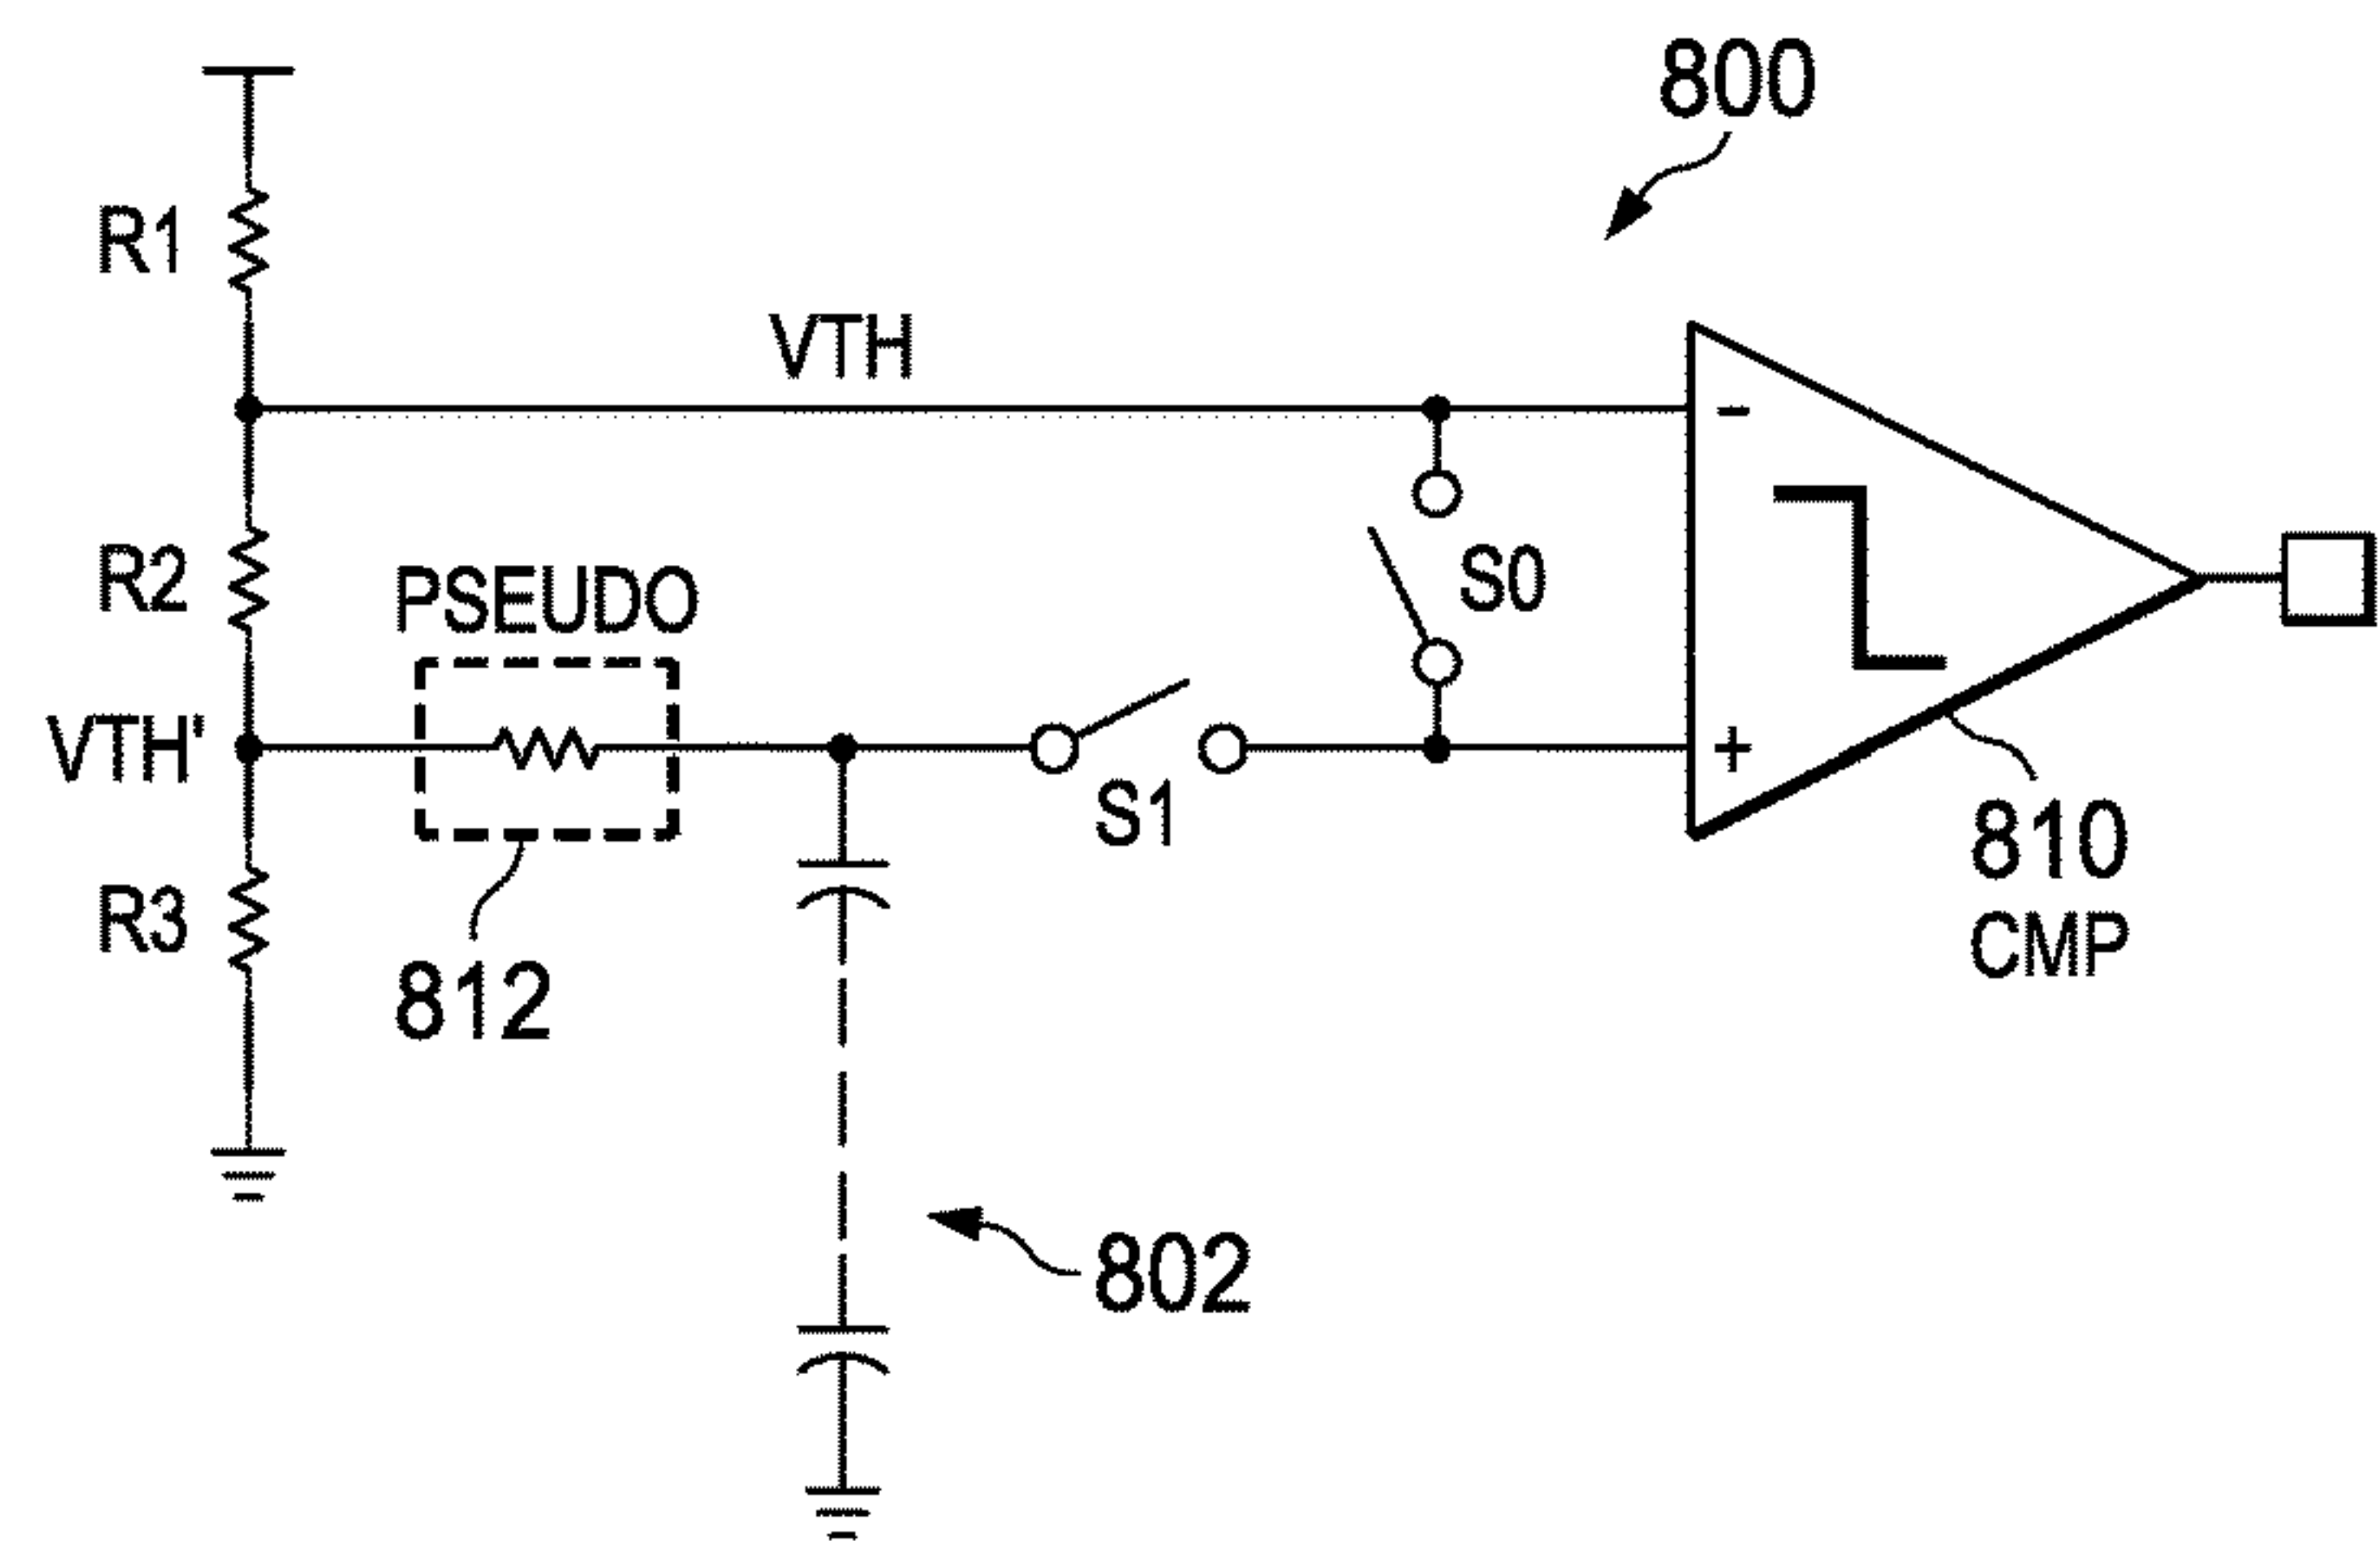 800
R1
VTH
-
R2
PSEUDO
S0
VTH'
S1
+
R3
812
810
CMP
802